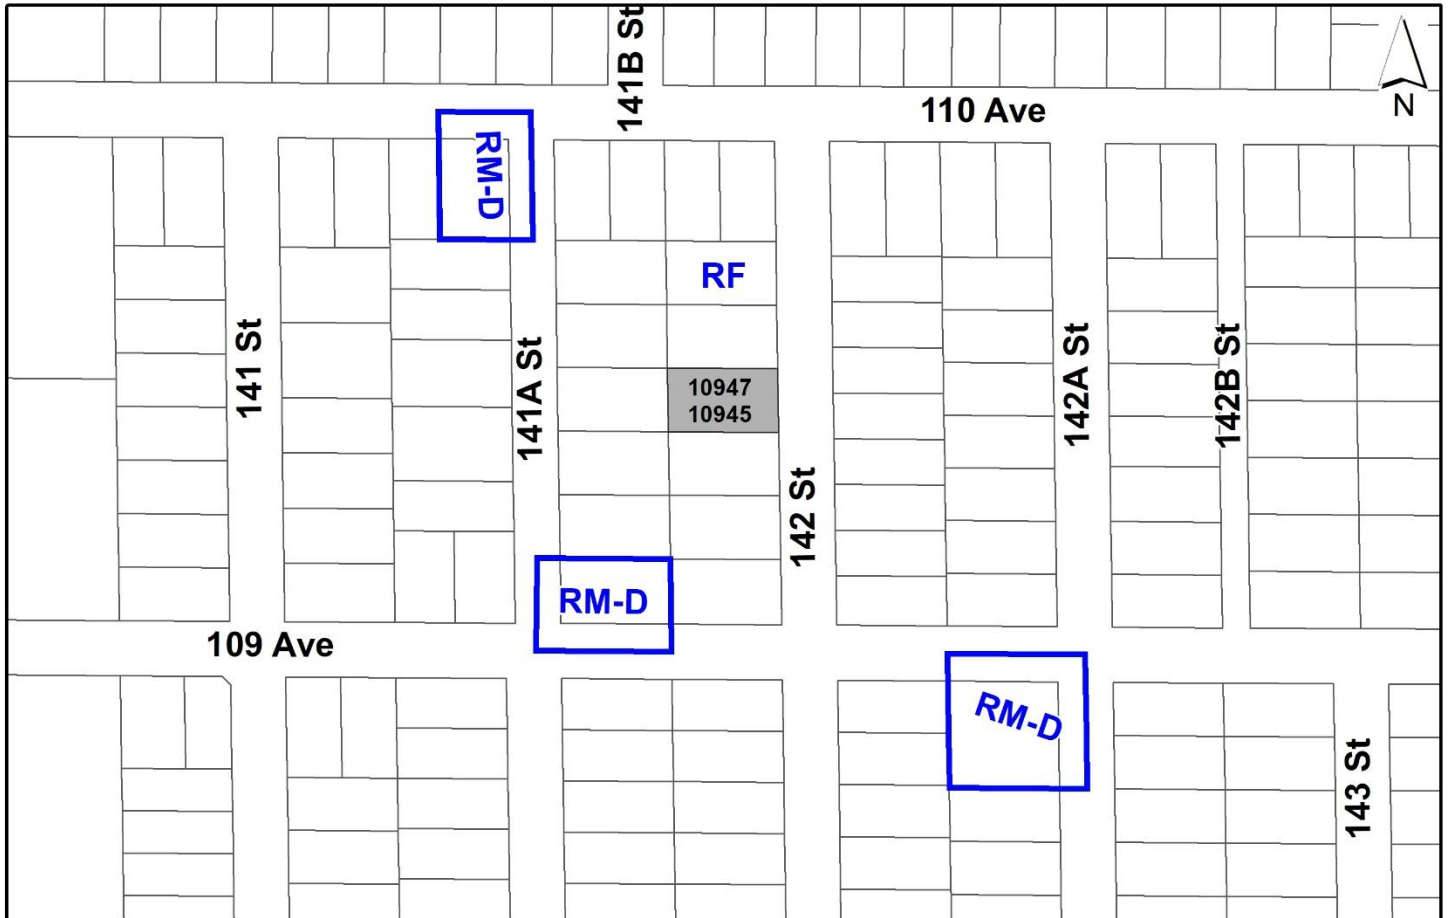 141B St
110 Ave
N
RM-D
RF
141 St
141A St
10947
10945
142A St
142B St
142 St
RM-D
109 Ave
RM-D
143 St